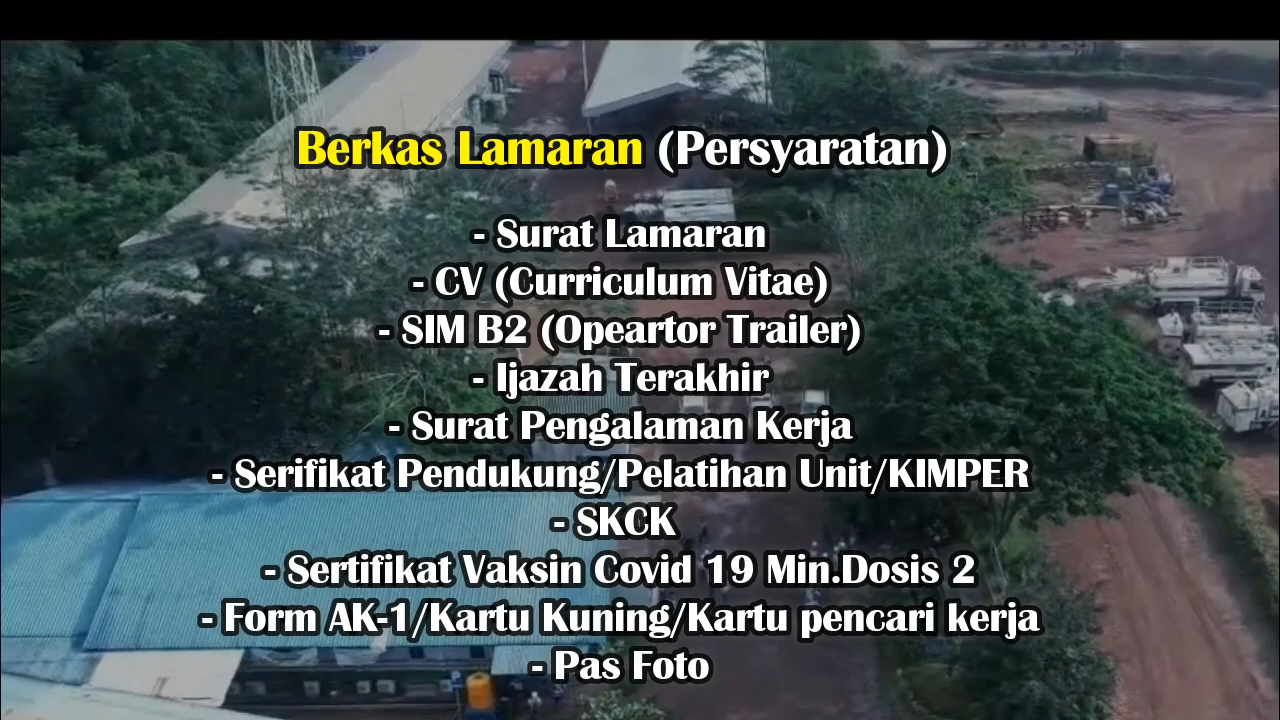 Berkas Lamaran (Persyaratan)
- Surat Lamaran
- CV (Curriculum Vitae)
- SIM B2 (Opeartor Trailer)
- Ijazah Terakhir
- Surat Pengalaman Kerja
- Serifikat Pendukung/Pelatihan Unit/KIMPER
- SKCK
- Sertifikat Vaksin Covid 19 Min.Dosis 2
- Form AK-1/Kartu Kuning/Kartu pencari kerja
- Pas Foto